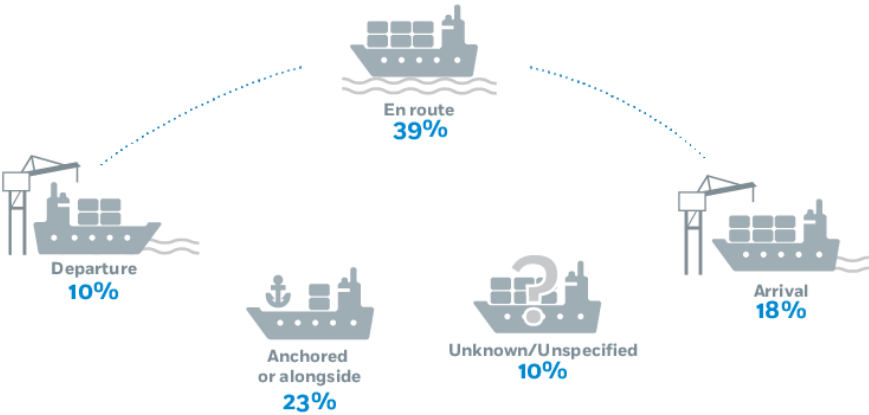 En route
39%
Departure
10%
Arrival
18%
Anchored
or alongside
23%
Unknown/Unspecified
10%
?